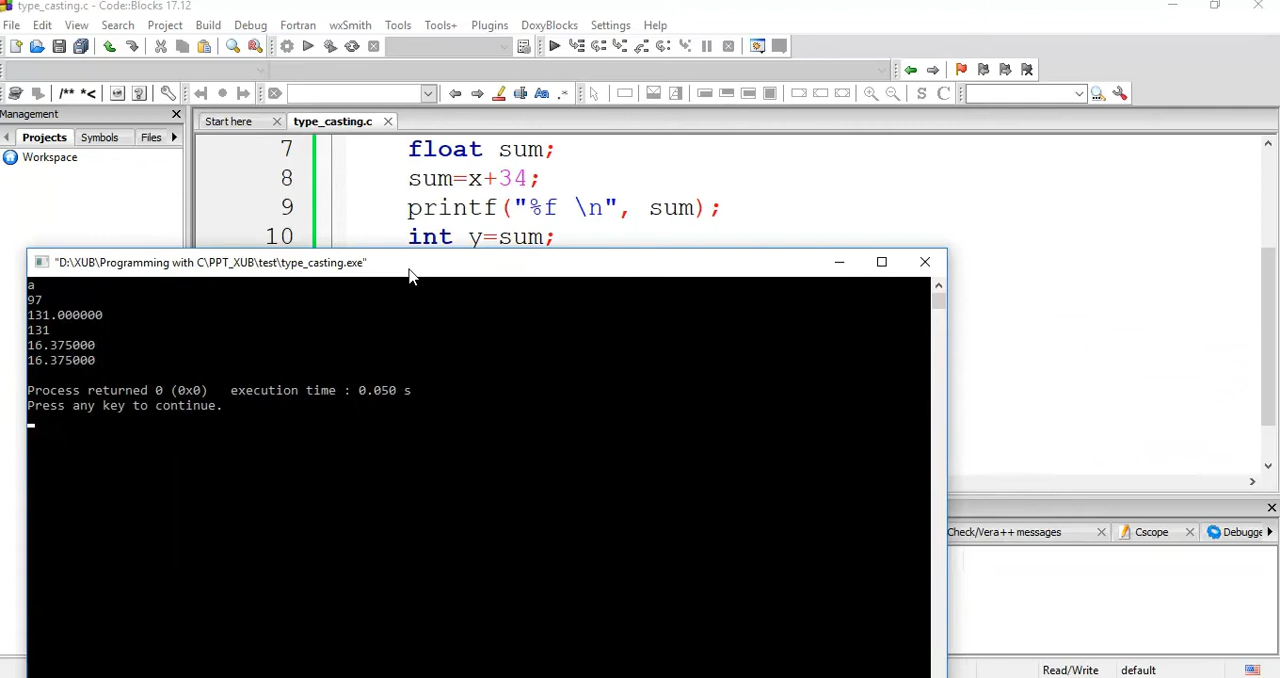 type_casting.c - Code::Blocks 17.12
File Edit View Search Project Build Debug Fortran wxSmith Tools Tools+ Plugins DoxyBlocks Settings Help
/** *<
S C
Management
Start here type_casting.c
Projects Symbols Files
Workspace
7 float sum;
8 sum=x+34;
9 printf("%f \n", sum);
10 int y=sum;
"D:\XUB\Programming with C\PPT_XUB\test\type_casting.exe"
a
97
131.000000
131
16.375000
16.375000
Process returned 0 (0x0) execution time : 0.050 s
Press any key to continue.
Check/Vera++ messages Cscope Debugge
Read/Write default